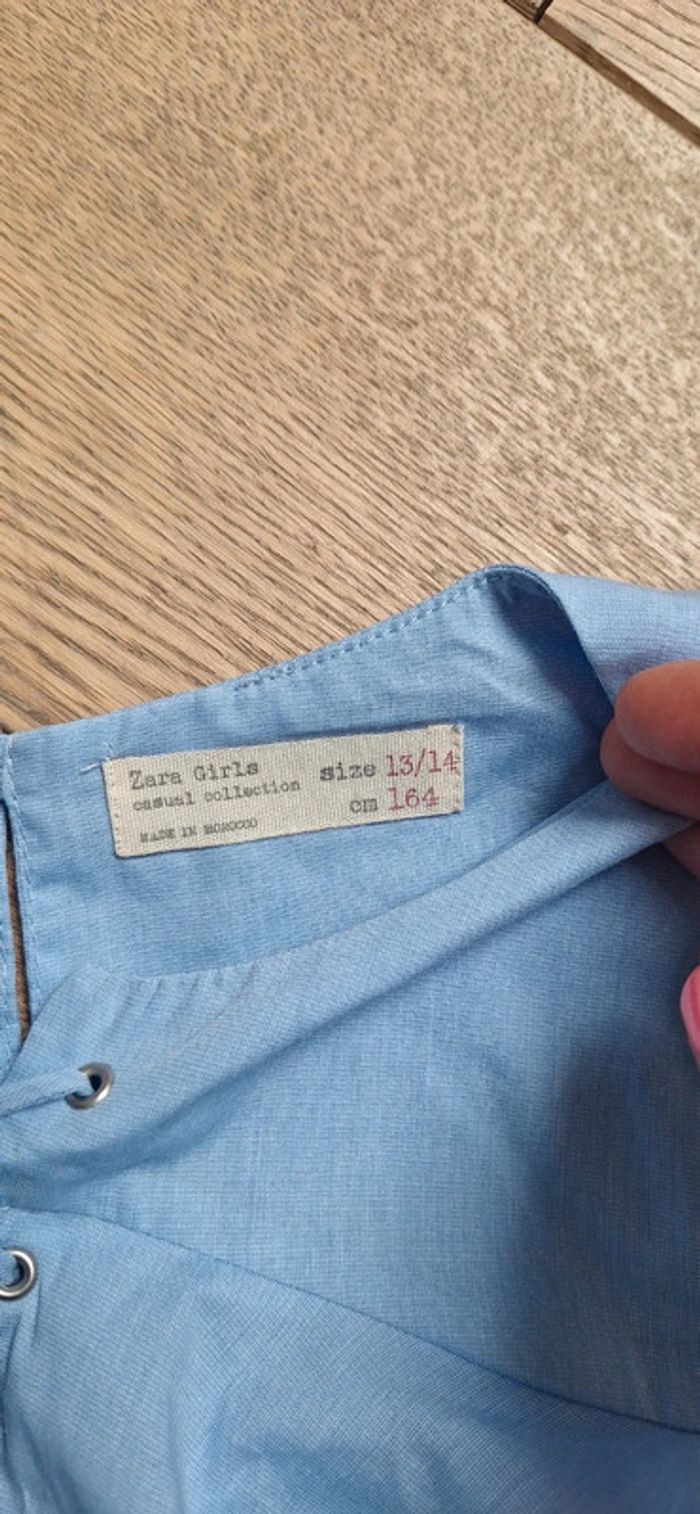 Zara Girls size 13/14
casual collection cm 164
MADE IN MOROCCO